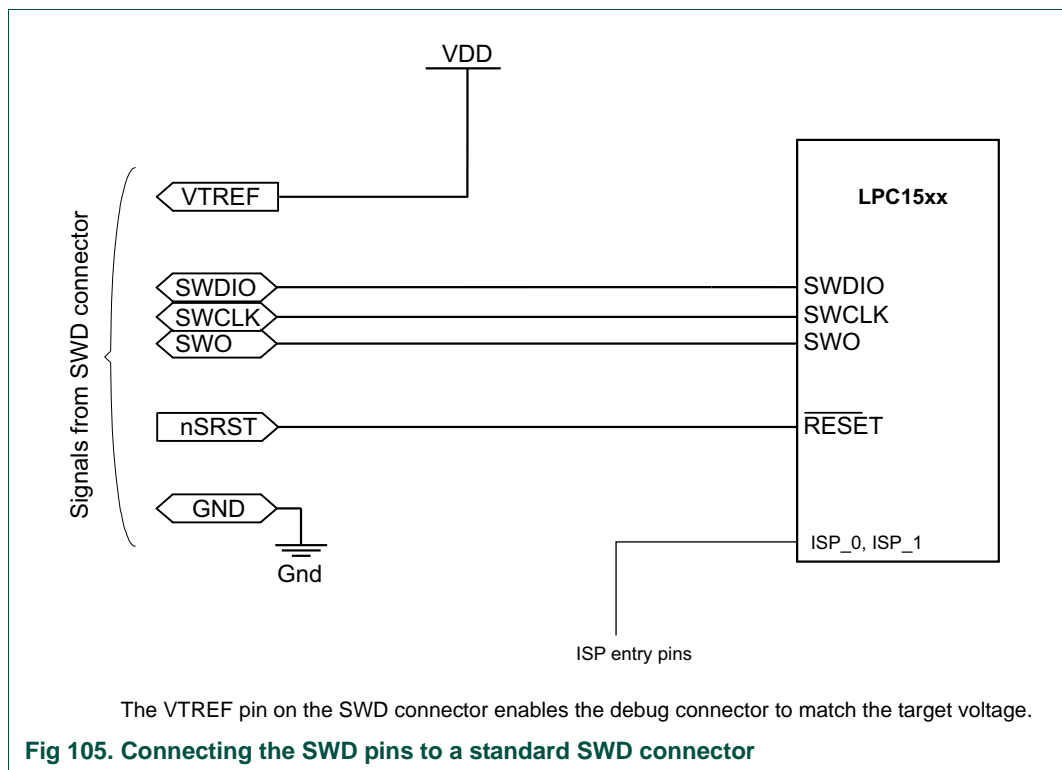 VDD
Signals from SWD connector
VTREF
LPC15xx
SWDIO
SWDIO
SWCLK
SWCLK
SWO
SWO
nSRST
RESET
GND
Gnd
ISP_0, ISP_1
ISP entry pins
The VTREF pin on the SWD connector enables the debug connector to match the target voltage.
Fig 105. Connecting the SWD pins to a standard SWD connector